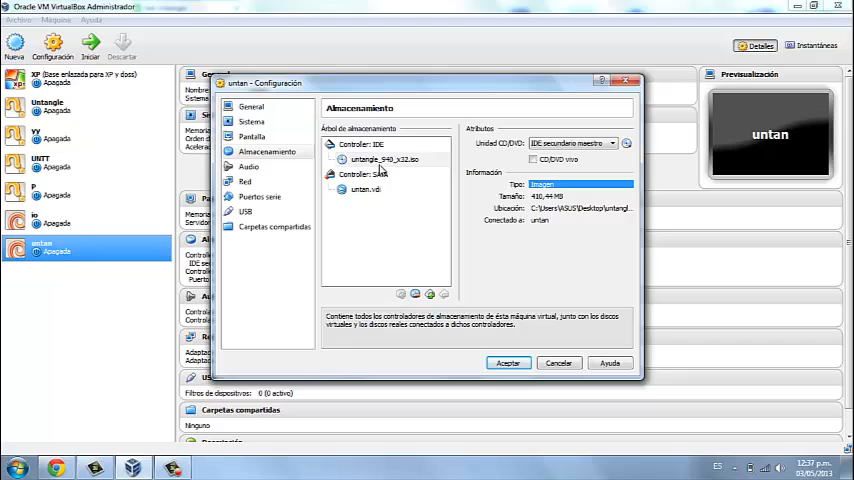 Oracle VM VirtualBox Administrador
Archivo Máquina Ayuda
Nueva Configuración Iniciar Descartar
Detalles Instantáneas
XP (Base enlazada para XP y doss)
Apagada
Untangle
Apagada
yy
Apagada
UNTT
Apagada
P
Apagada
io
Apagada
untan
Apagada
Previsualización
untan
untan - Configuración
General
Sistema
Pantalla
Almacenamiento
Audio
Red
Puertos serie
USB
Carpetas compartidas
Almacenamiento
Árbol de almacenamiento
Controller: IDE
untangle_940_x32.iso
Controller: SATA
untan.vdi
Atributos
Unidad CD/DVD: IDE secundario maestro
CD/DVD vivo
Información
Tipo: Imagen
Tamaño: 410,44 MB
Ubicación: C:\Users\ASUS\Desktop\untangl...
Conectado a: untan
Contiene todos los controladores de almacenamiento de ésta máquina virtual, junto con los discos
virtuales y los discos reales conectados a dichos controladores.
Aceptar Cancelar Ayuda
Filtros de dispositivos: 0 (0 activo)
Carpetas compartidas
Ninguno
ES
12:37 p.m.
03/05/2013